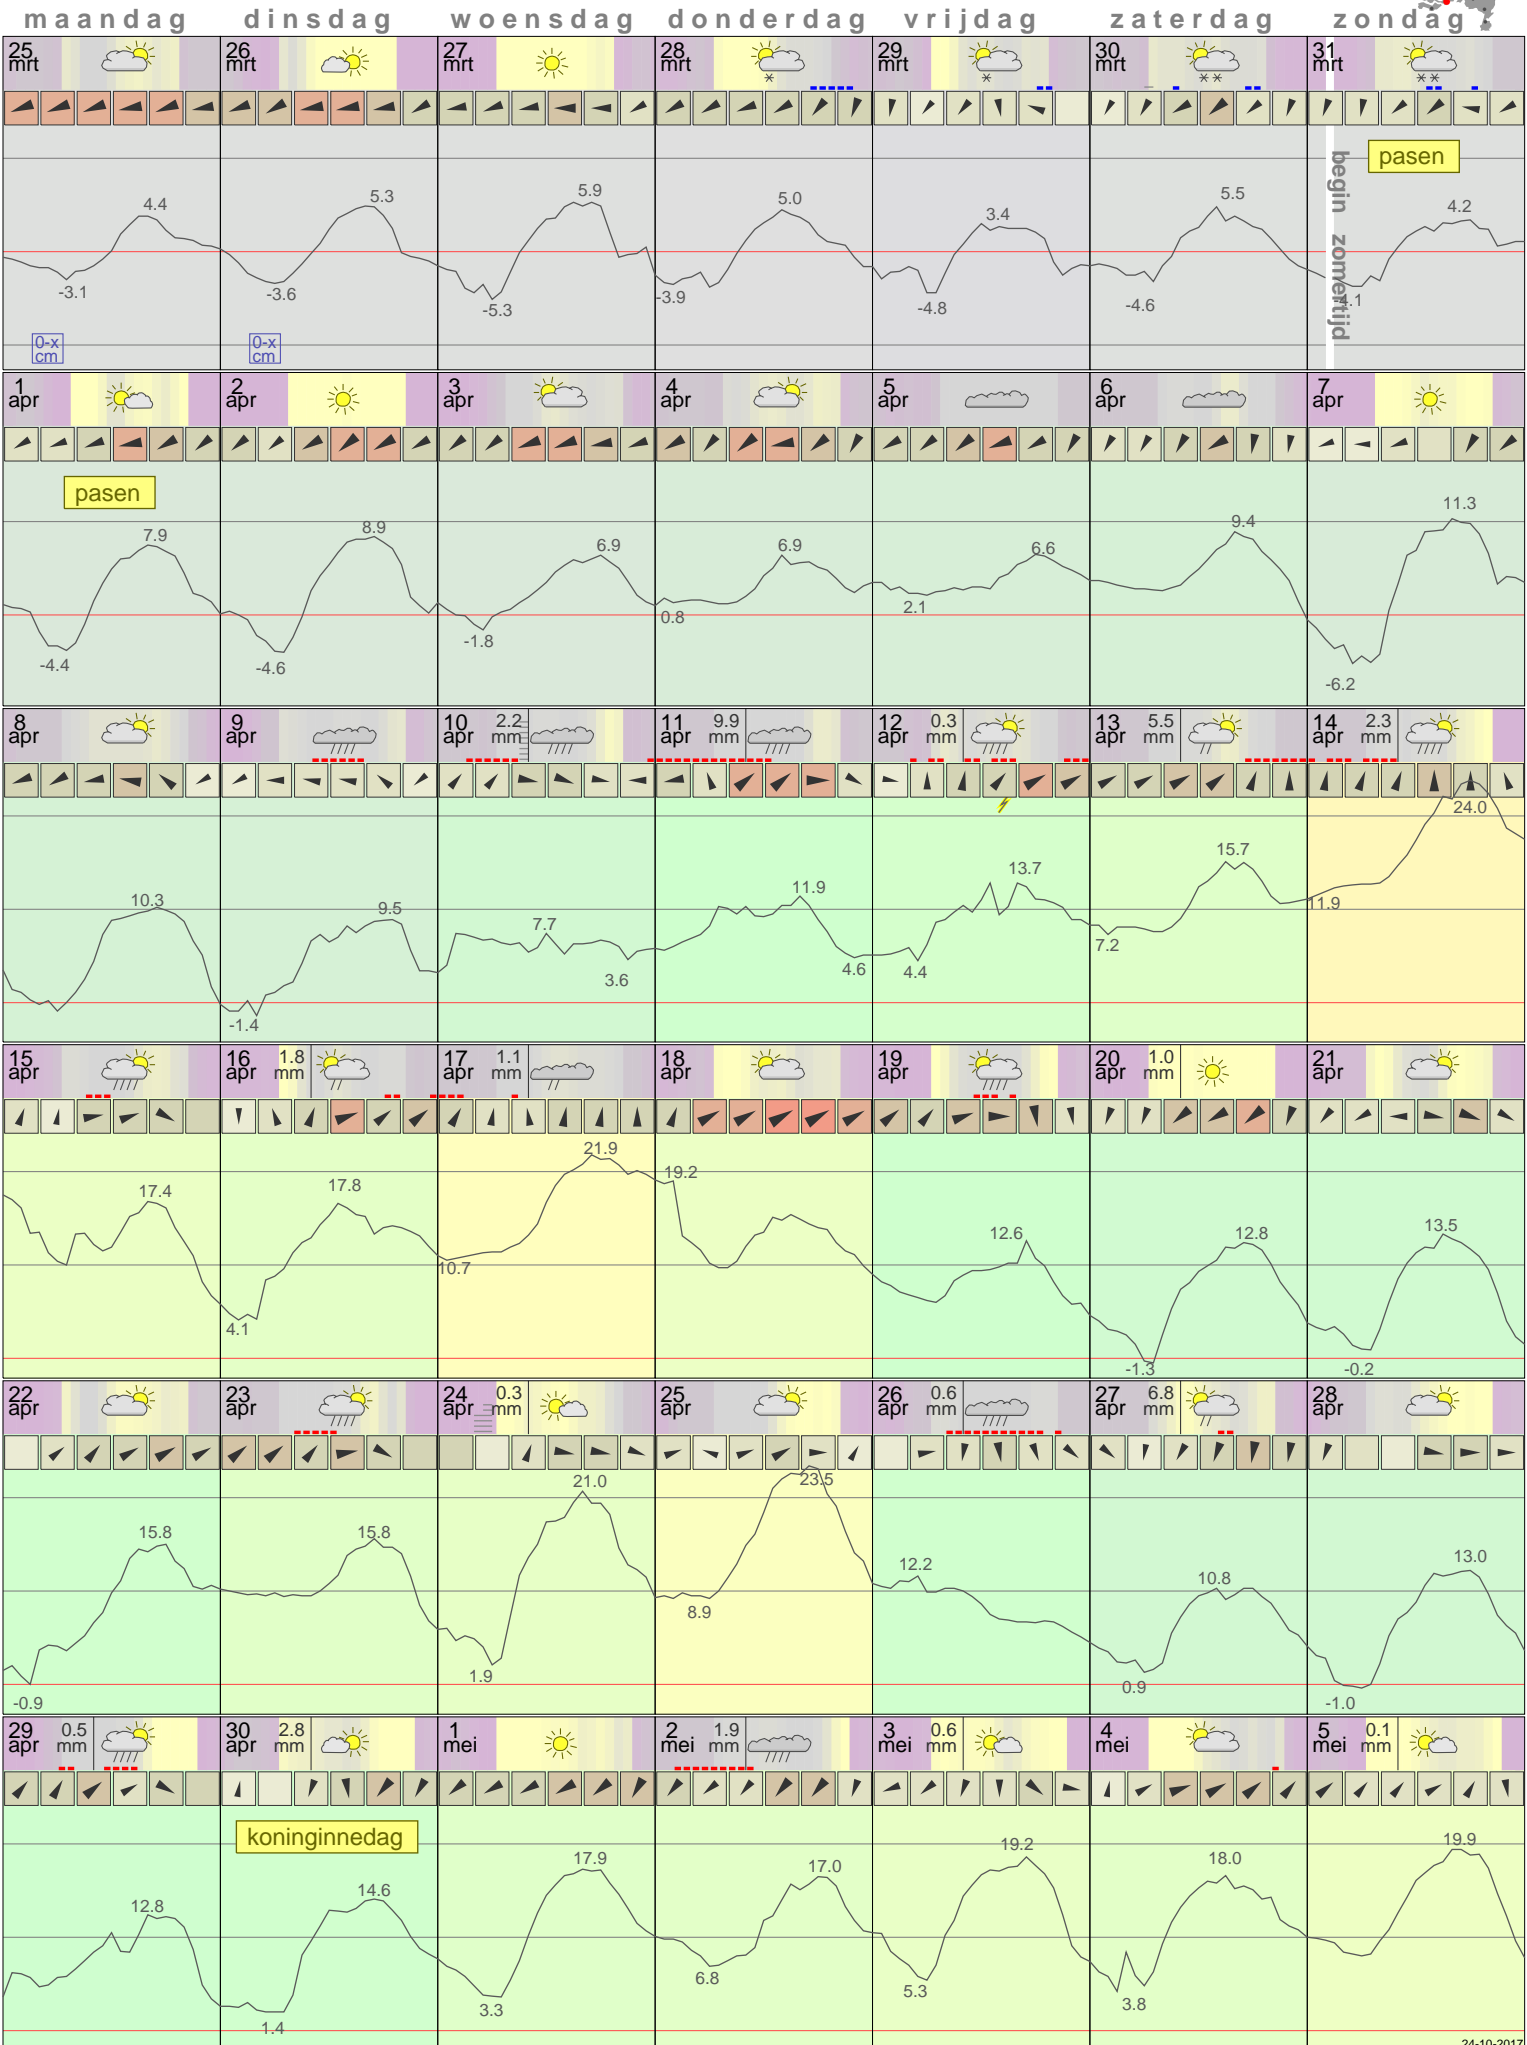 maandag dinsdag woensdag donderdag vrijdag zaterdag zondag
25 26 27 28 29 30 31
mrt mrt mrt mrt mrt mrt mrt
pasen
begin zomertijd
4.4 5.3 5.9 5.0 3.4 5.5 4.2
-3.1 -3.6 -5.3 -3.9 -4.8 -4.6 -4.1
0-x 0-x
cm cm
1 2 3 4 5 6 7
apr apr apr apr apr apr apr
pasen
7.9 8.9 6.9 6.9 6.6 9.4 11.3
-4.4 -4.6 -1.8 0.8 2.1 -6.2
8 9 10 2.2 11 9.9 12 0.3 13 5.5 14 2.3
apr apr apr mm apr mm apr mm apr mm apr mm
10.3 9.5 7.7 11.9 13.7 15.7 24.0
-1.4 3.6 4.6 4.4 7.2 11.9
15 16 1.8 17 1.1 18 19 20 1.0 21
apr apr mm apr mm apr apr apr mm apr
17.4 17.8 21.9 19.2 12.6 12.8 13.5
4.1 10.7 -1.3 -0.2
22 23 24 0.3 25 26 0.6 27 6.8 28
apr apr apr mm apr apr mm apr mm apr
15.8 15.8 21.0 23.5 12.2 10.8 13.0
-0.9 1.9 8.9 0.9 -1.0
29 0.5 30 2.8 1 2 1.9 3 0.6 4 5 0.1
apr mm apr mm mei mei mm mei mm mei mei mm
koninginnedag
12.8 14.6 17.9 17.0 19.2 18.0 19.9
1.4 3.3 6.8 5.3 3.8
24-10-2017